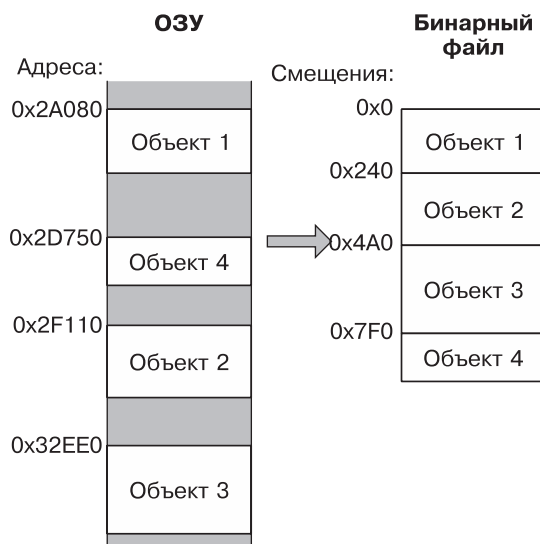 ОЗУ
Адреса:
0x2A080
Объект 1
0x2D750
Объект 4
0x2F110
Объект 2
0x32EE0
Объект 3
Бинарный
файл
Смещения:
0x0
Объект 1
0x240
Объект 2
0x4A0
Объект 3
0x7F0
Объект 4